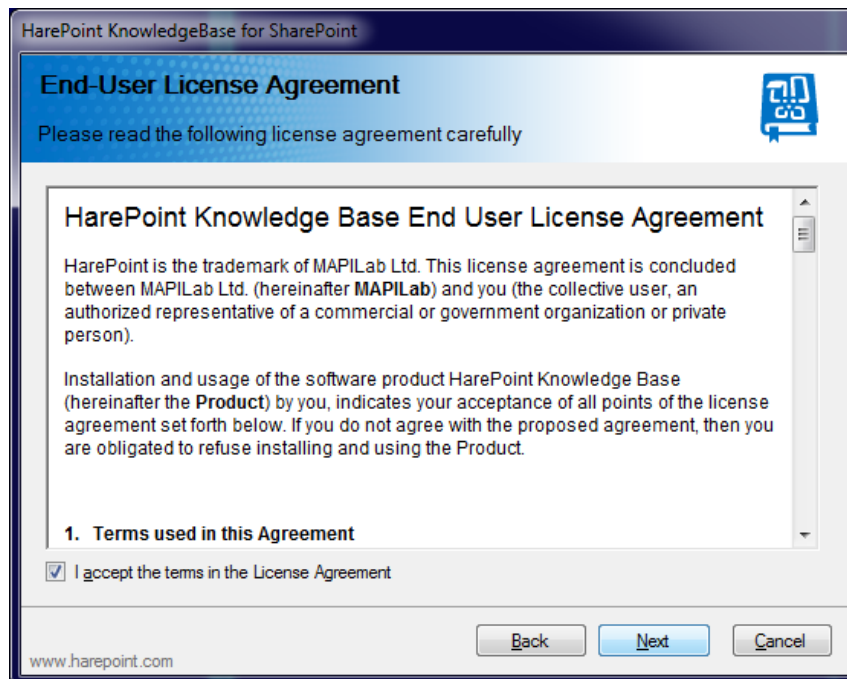 HarePoint KnowledgeBase for SharePoint
End-User License Agreement
Please read the following license agreement carefully
HarePoint Knowledge Base End User License Agreement
HarePoint is the trademark of MAPILab Ltd. This license agreement is concluded
between MAPILab Ltd. (hereinafter MAPILab) and you (the collective user, an
authorized representative of a commercial or government organization or private
person).
Installation and usage of the software product HarePoint Knowledge Base
(hereinafter the Product) by you, indicates your acceptance of all points of the license
agreement set forth below. If you do not agree with the proposed agreement, then you
are obligated to refuse installing and using the Product.
1. Terms used in this Agreement
I accept the terms in the License Agreement
Back Next Cancel
www.harepoint.com